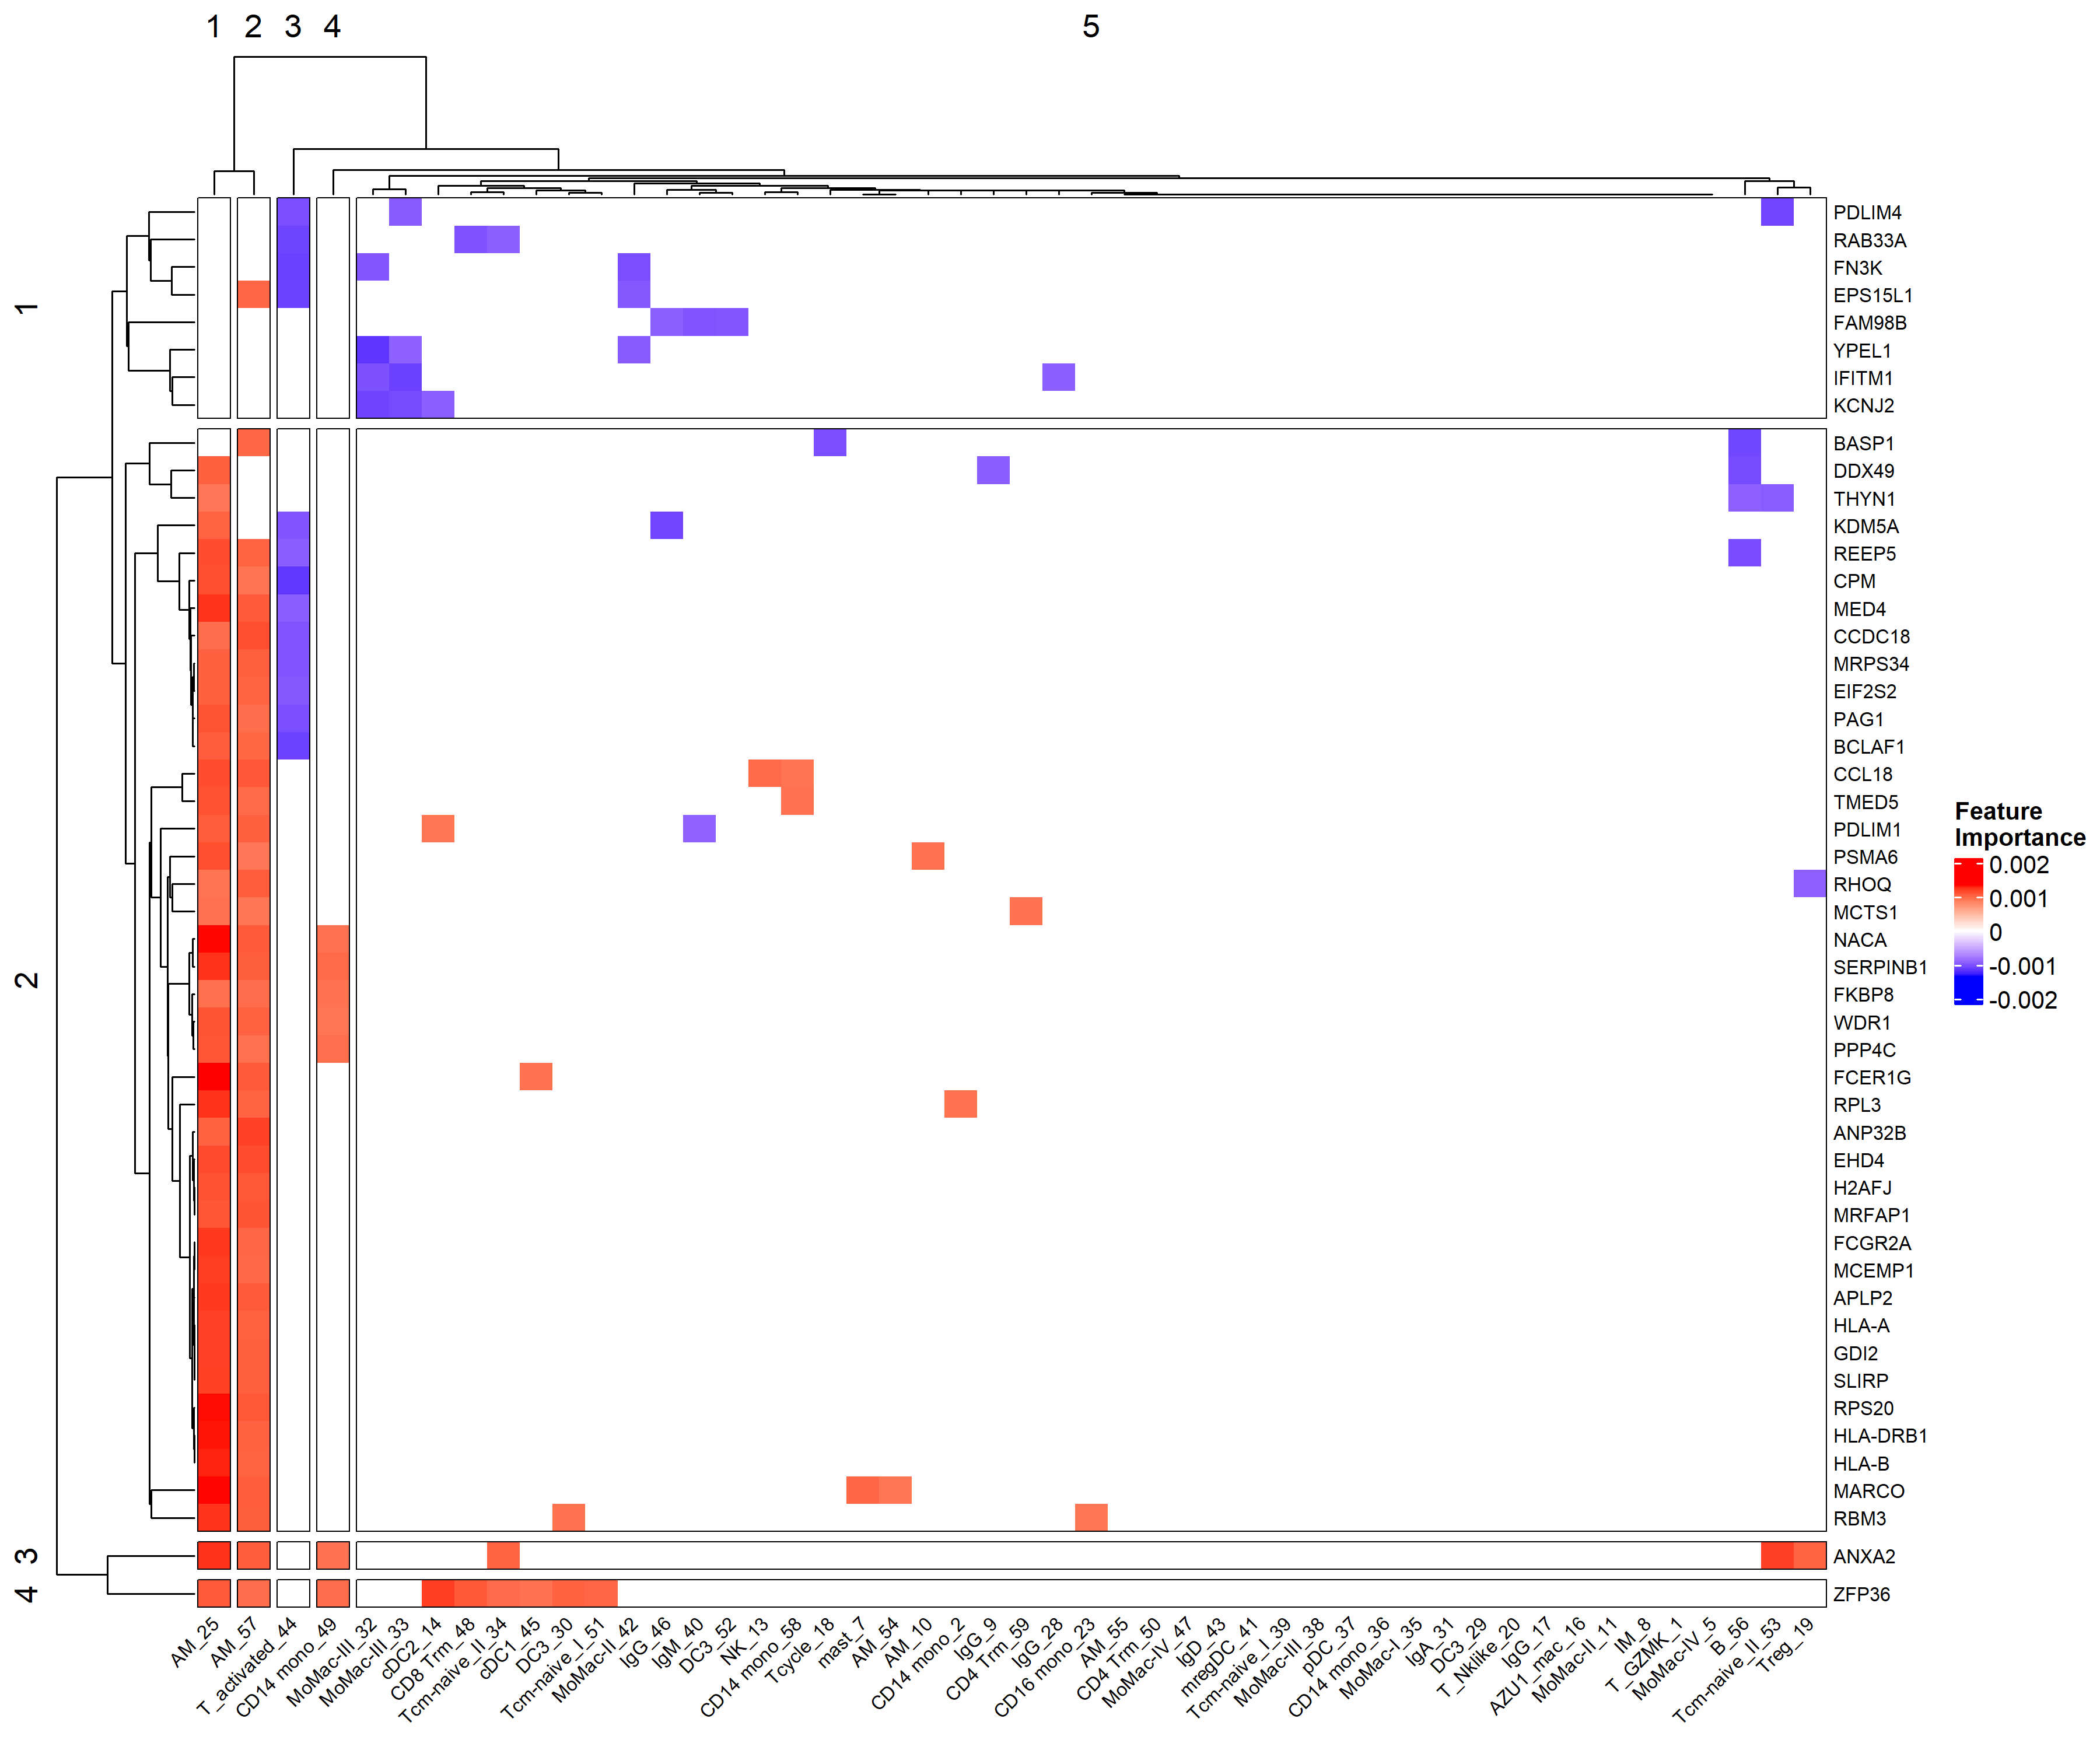 1 2 3 4 5
1
2
3
4
PDLIM4
RAB33A
FN3K
EPS15L1
FAM98B
YPEL1
IFITM1
KCNJ2
BASP1
DDX49
THYN1
KDM5A
REEP5
CPM
MED4
CCDC18
MRPS34
EIF2S2
PAG1
BCLAF1
CCL18
TMED5
PDLIM1
PSMA6
RHOQ
MCTS1
NACA
SERPINB1
FKBP8
WDR1
PPP4C
FCER1G
RPL3
ANP32B
EHD4
H2AFJ
MRFAP1
FCGR2A
MCEMP1
APLP2
HLA-A
GDI2
SLIRP
RPS20
HLA-DRB1
HLA-B
MARCO
RBM3
ANXA2
ZFP36
Feature
Importance
0.002
0.001
0
-0.001
-0.002
AM_25
AM_57
T_activated_44
CD14 mono_49
MoMac-III_32
MoMac-III_33
cDC2_14
CD8 Trm_48
Tcm-naive_II_34
cDC1_45
DC3_30
Tcm-naive_I_51
MoMac-II_42
IgG_46
IgM_40
DC3_52
NK_13
CD14 mono_58
Tcycle_18
mast_7
AM_54
AM_10
CD14 mono_2
IgG_9
CD4 Trm_59
IgG_28
CD16 mono_23
AM_55
CD4 Trm_50
MoMac-IV_47
IgD_43
mregDC_41
Tcm-naive_I_39
MoMac-III_38
pDC_37
CD14 mono_36
MoMac-I_35
IgA_31
DC3_29
T_Nklike_20
IgG_17
AZU1_mac_16
MoMac-II_11
IM_8
T_GZMK_1
MoMac-IV_5
B_56
Tcm-naive_II_53
Treg_19